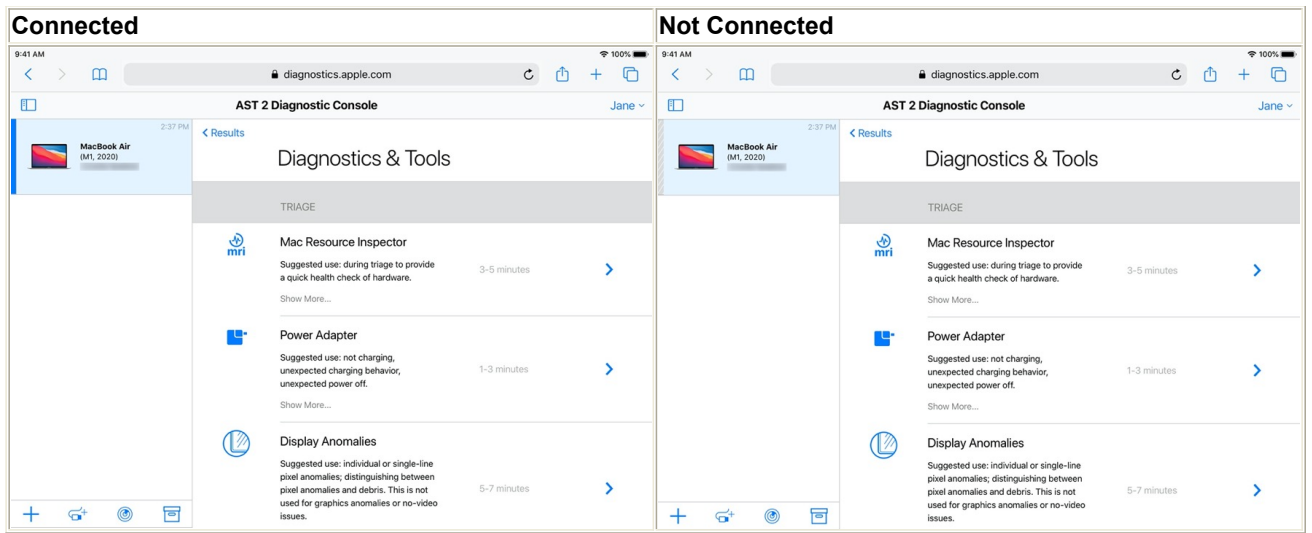 Connected
9:41 AM
100%
diagnostics.apple.com
AST 2 Diagnostic Console
Jane
2:37 PM
MacBook Air
(M1, 2020)
Results
Diagnostics & Tools
TRIAGE
mri
Mac Resource Inspector
Suggested use: during triage to provide
a quick health check of hardware.
3-5 minutes
Show More...
Power Adapter
Suggested use: not charging,
unexpected charging behavior,
unexpected power off.
1-3 minutes
Show More...
Display Anomalies
Suggested use: individual or single-line
pixel anomalies; distinguishing between
pixel anomalies and debris. This is not
used for graphics anomalies or no-video
issues.
5-7 minutes
Not Connected
9:41 AM
100%
diagnostics.apple.com
AST 2 Diagnostic Console
Jane
2:37 PM
MacBook Air
(M1, 2020)
Results
Diagnostics & Tools
TRIAGE
mri
Mac Resource Inspector
Suggested use: during triage to provide
a quick health check of hardware.
3-5 minutes
Show More...
Power Adapter
Suggested use: not charging,
unexpected charging behavior,
unexpected power off.
1-3 minutes
Show More...
Display Anomalies
Suggested use: individual or single-line
pixel anomalies; distinguishing between
pixel anomalies and debris. This is not
used for graphics anomalies or no-video
issues.
5-7 minutes